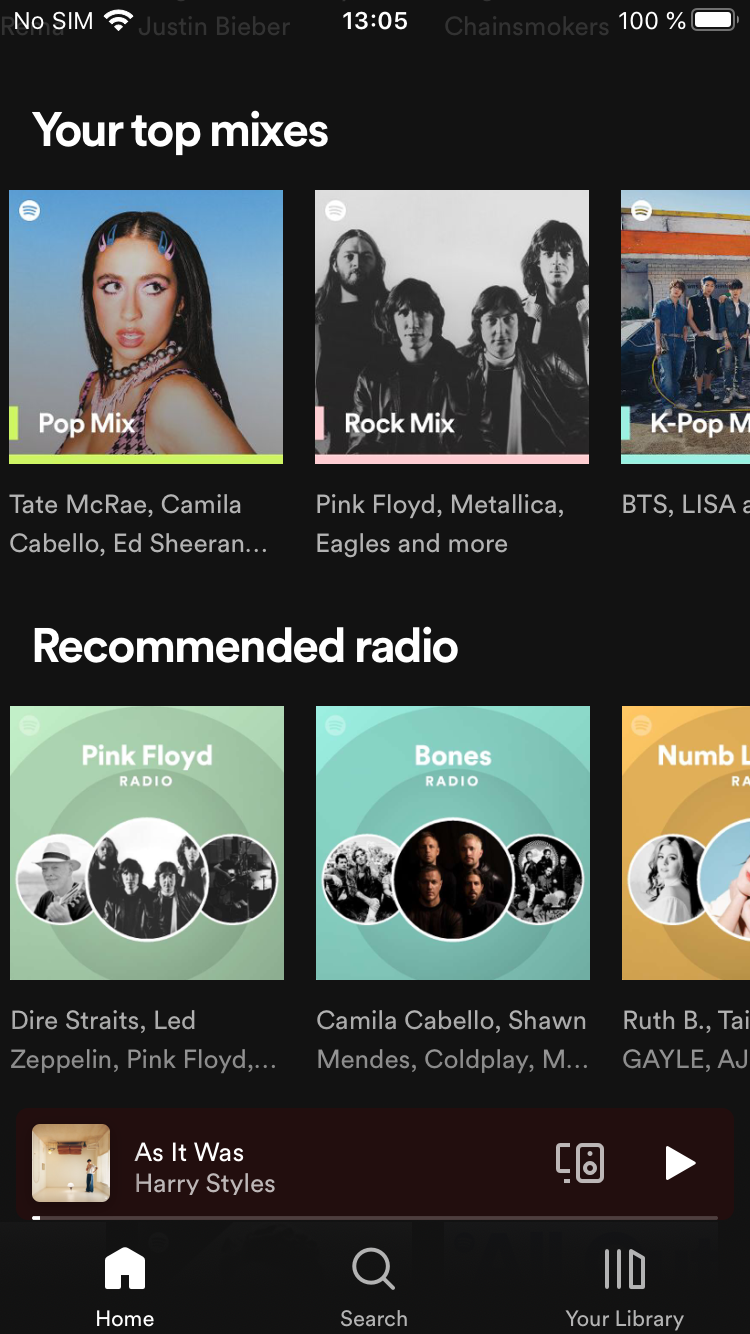 No SIM 13:05 100 %
Justin Bieber Chainsmokers
Your top mixes
Pop Mix
Rock Mix
K-Pop M
Tate McRae, Camila
Cabello, Ed Sheeran...
Pink Floyd, Metallica,
Eagles and more
BTS, LISA a
Recommended radio
Pink Floyd
RADIO
Bones
RADIO
Numb L
RA
Dire Straits, Led
Zeppelin, Pink Floyd,...
Camila Cabello, Shawn
Mendes, Coldplay, M...
Ruth B., Tai
GAYLE, AJ
As It Was
Harry Styles
Home
Search
Your Library